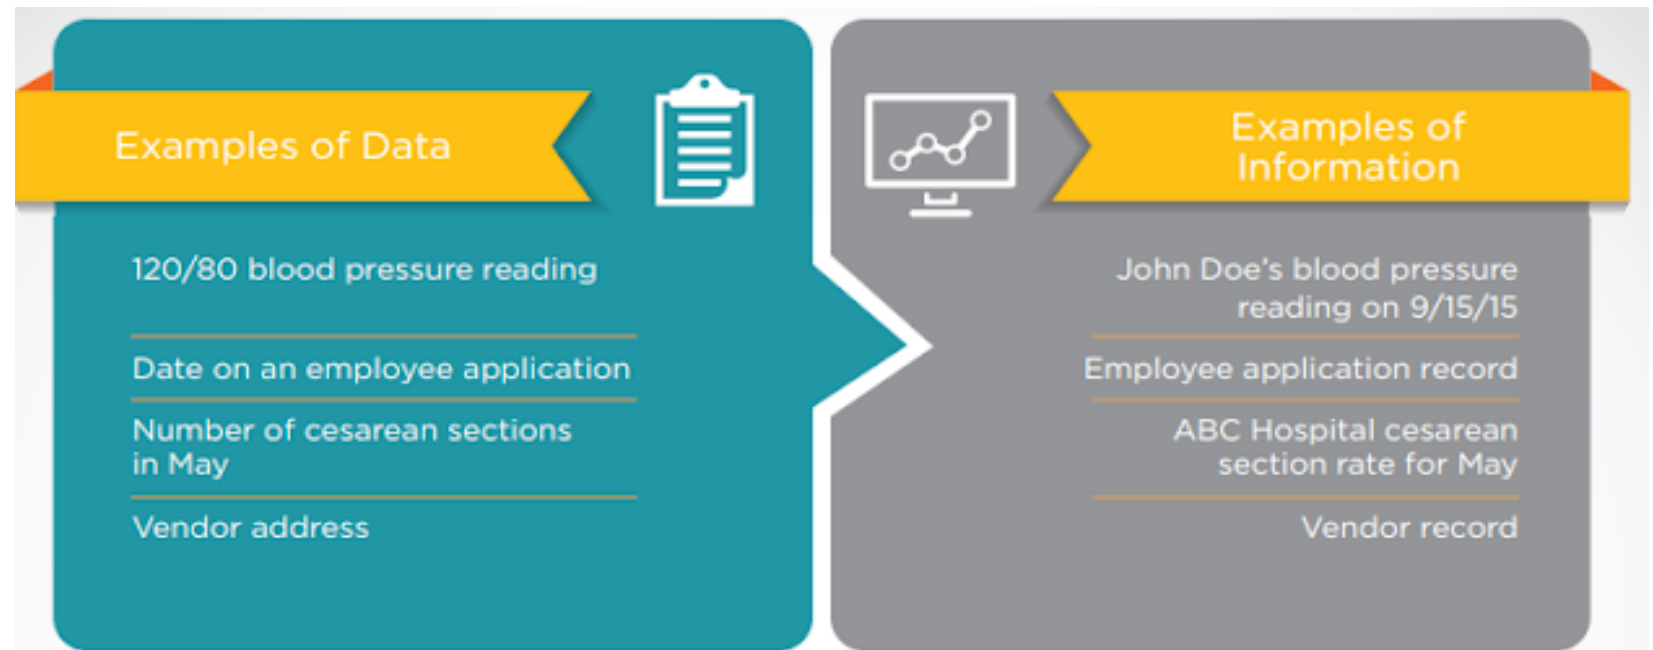 Examples of Data
120/80 blood pressure reading
Date on an employee application
Number of cesarean sections
in May
Vendor address
Examples of
Information
John Doe's blood pressure
reading on 9/15/15
Employee application record
ABC Hospital cesarean
section rate for May
Vendor record